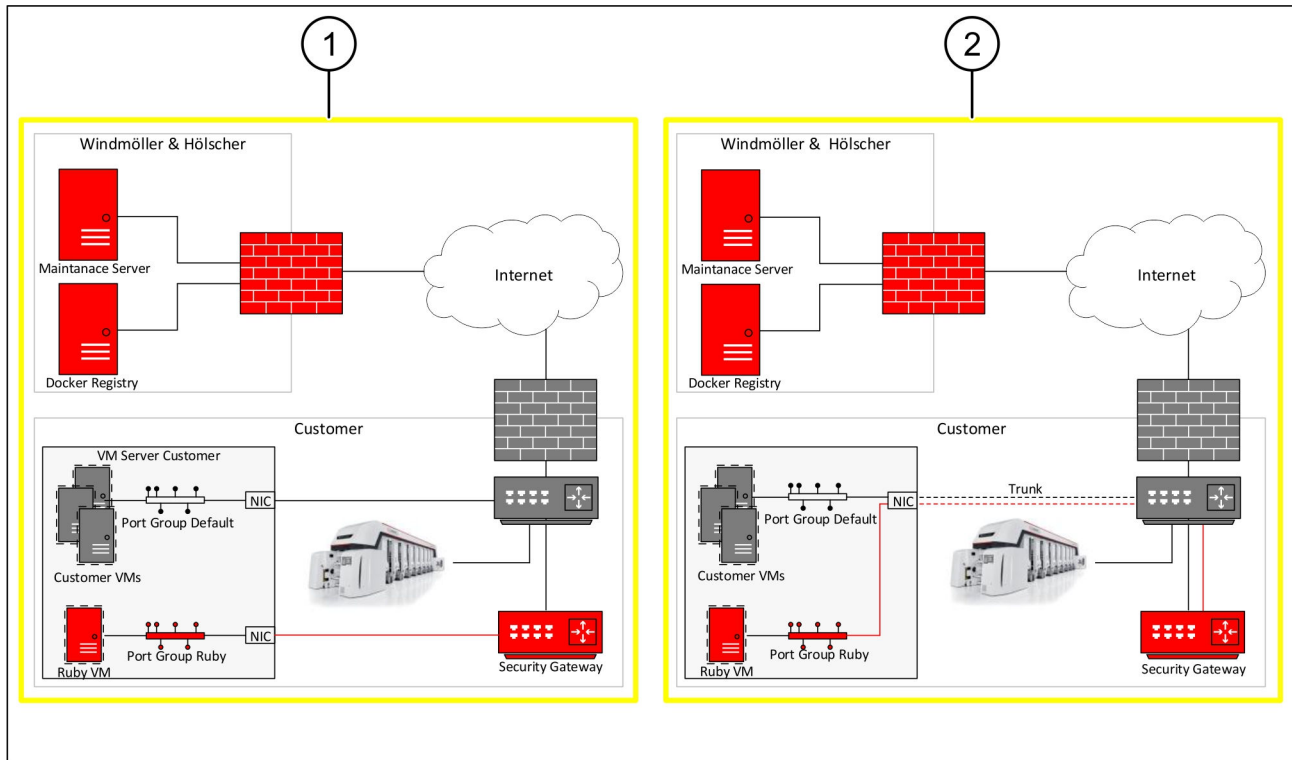 1
2
Windmöller & Hölscher
Maintanace Server
Docker Registry
Internet
Customer
VM Server Customer
NIC
Port Group Default
Customer VMs
NIC
Port Group Ruby
Ruby VM
Security Gateway
Windmöller & Hölscher
Maintanace Server
Docker Registry
Internet
Customer
Trunk
NIC
Port Group Default
Customer VMs
Port Group Ruby
Ruby VM
Security Gateway